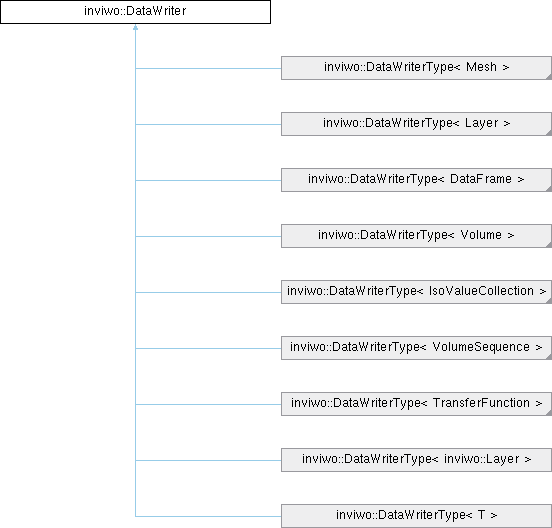 inviwo::DataWriter
inviwo::DataWriterType< Mesh >
inviwo::DataWriterType< Layer >
inviwo::DataWriterType< DataFrame >
inviwo::DataWriterType< Volume >
inviwo::DataWriterType< IsoValueCollection >
inviwo::DataWriterType< VolumeSequence >
inviwo::DataWriterType< TransferFunction >
inviwo::DataWriterType< inviwo::Layer >
inviwo::DataWriterType< T >